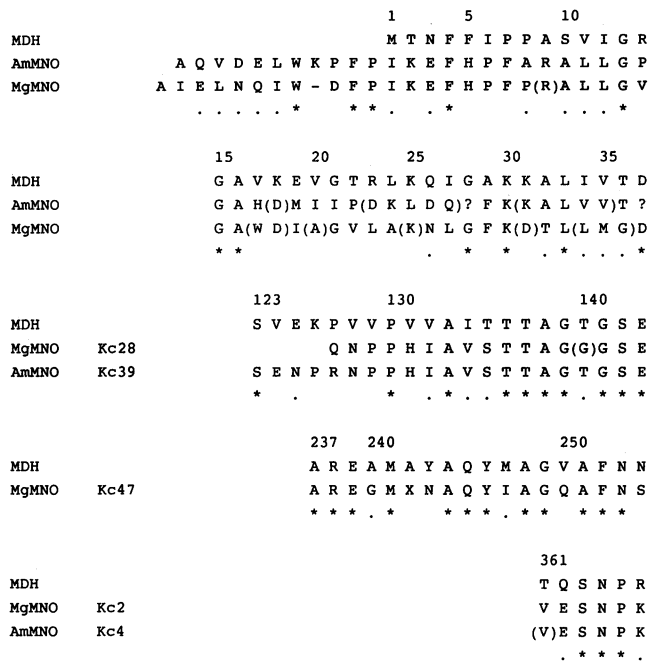 1 5 10
MDH M T N F F I P P A S V I G R
AmMNO A Q V D E L W K P F P I K E F H P F A R A L L G P
MgMNO A I E L N Q I W - D F P I K E F H P F P(R)A L L G V
. . . . * * * . * . . . . *
15 20 25 30 35
MDH G A V K E V G T R L K Q I G A K K A L I V T D
AmMNO G A H(D)M I I P(D K L D Q)? F K(K A L V V)T ?
MgMNO G A(W D)I(A)G V L A(K)N L G F K(D)T L(L M G)D
* * . * * . * . . . *
123 130 140
MDH S V E K P V V P V V A I T T T A G T G S E
MgMNO Kc28 Q N P P H I A V S T T A G(G)G S E
AmMNO Kc39 S E N P R N P P H I A V S T T A G T G S E
* . * . * . . * * * * . * * *
237 240 250
MDH A R E A M A Y A Q Y M A G V A F N N
MgMNO Kc47 A R E G M X N A Q Y I A G Q A F N S
* * * . * * * * . * * . * * *
361
MDH T Q S N P R
MgMNO Kc2 V E S N P K
AmMNO Kc4 (V)E S N P K
. * * * .